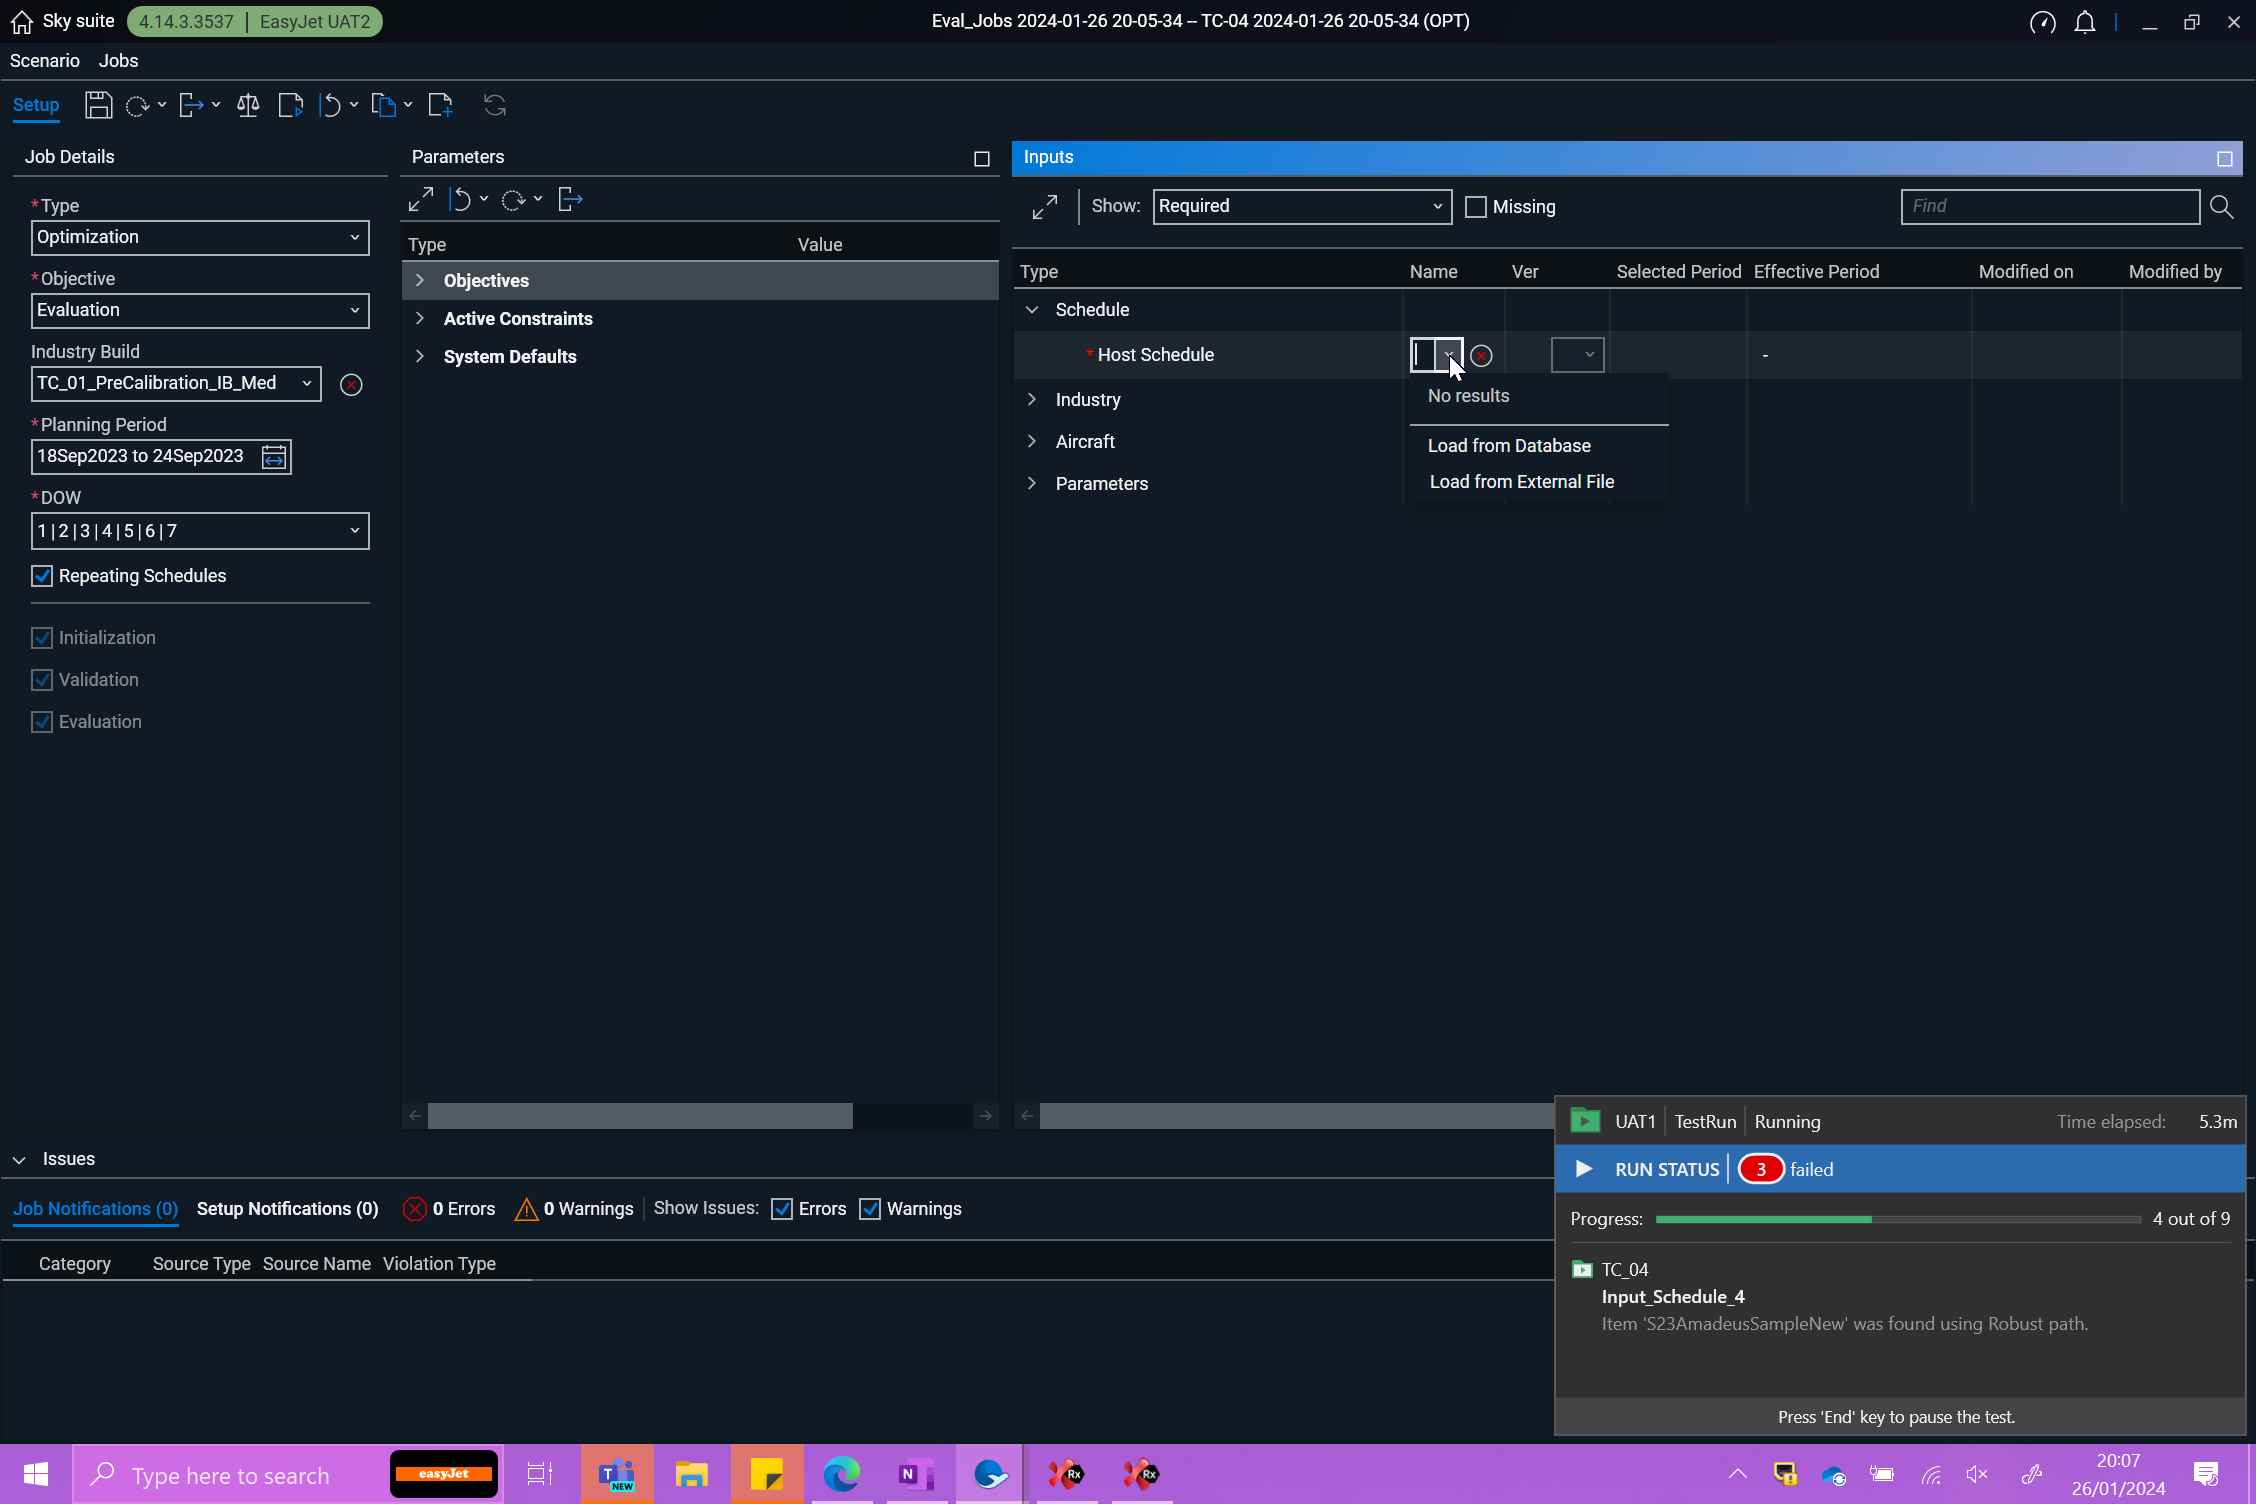 Sky suite 4.14.3.3537 | EasyJet UAT2
Eval_Jobs 2024-01-26 20-05-34 – TC-04 2024-01-26 20-05-34 (OPT)
Scenario Jobs
Setup
Job Details
*Type
Optimization
*Objective
Evaluation
Industry Build
TC_01_PreCalibration_IB_Med
*Planning Period
18Sep2023 to 24Sep2023
*DOW
1|2|3|4|5|6|7
Repeating Schedules
Initialization
Validation
Evaluation
Parameters
Type Value
Objectives
Active Constraints
System Defaults
Inputs
Show: Required Missing Find
Type Name Ver Selected Period Effective Period Modified on Modified by
Schedule
* Host Schedule -
No results
Load from Database
Load from External File
Industry
Aircraft
Parameters
Issues
Job Notifications (0) Setup Notifications (0) 0 Errors 0 Warnings Show Issues: Errors Warnings
Category Source Type Source Name Violation Type
UAT1 TestRun Running Time elapsed: 5.3m
RUN STATUS 3 failed
Progress: 4 out of 9
TC_04
Input_Schedule_4
Item 'S23AmadeusSampleNew' was found using Robust path.
Press 'End' key to pause the test.
Type here to search
easyJet
T
NEW
N
Rx
Rx
20:07
26/01/2024